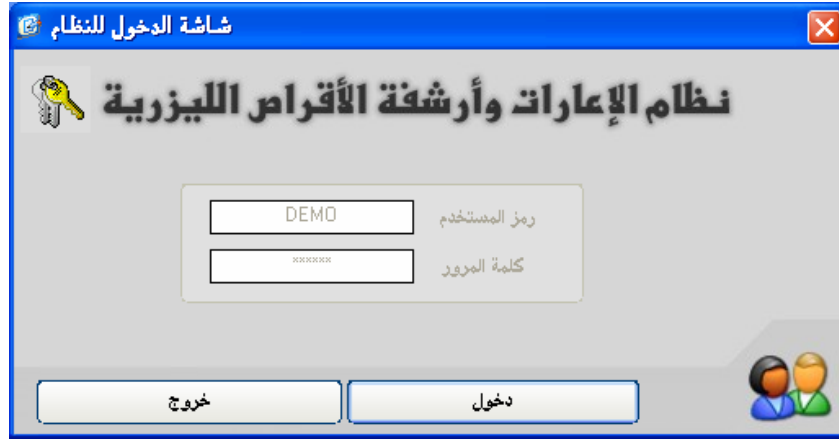 شاشة الدخول للنظام
نظام الإعارات وأرشفة الأقراص الليزرية
رمز المستخدم DEMO
كلمة المرور ******
دخول خروج